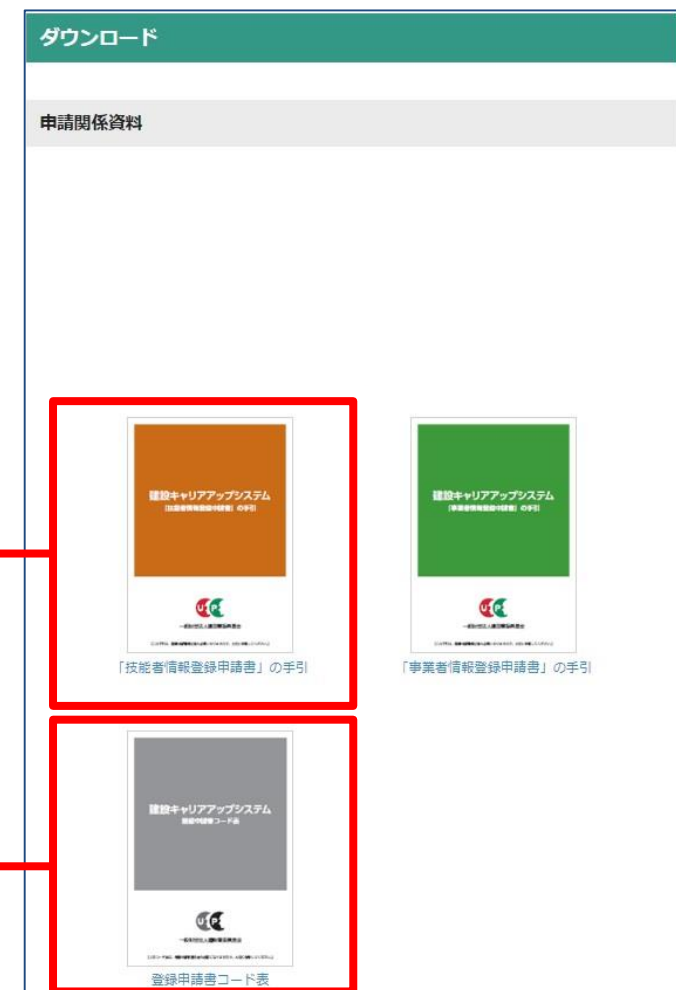 ダウンロード
申請関係資料
建設キャリアアップシステム
「技能者情報登録申請書」の手引
「技能者情報登録申請書」の手引
建設キャリアアップシステム
「事業者情報登録申請書」の手引
「事業者情報登録申請書」の手引
建設キャリアアップシステム
登録申請書コード表
登録申請書コード表